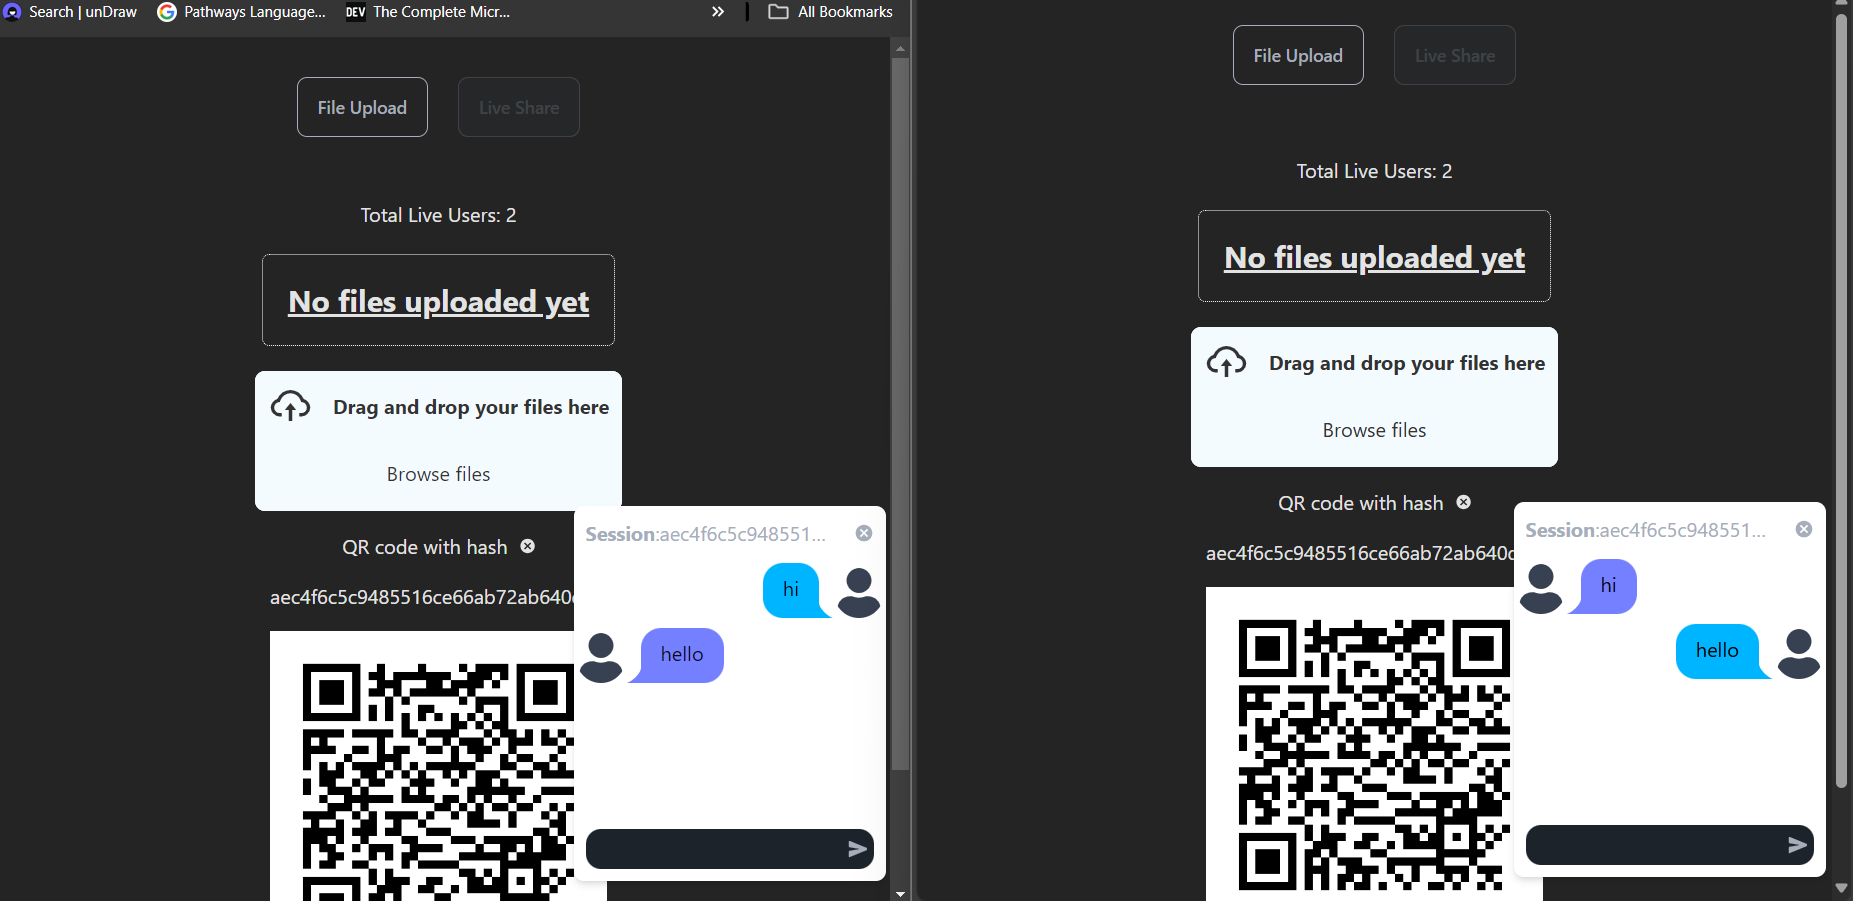 Search | unDraw
Pathways Language...
DEV
The Complete Micr...
All Bookmarks
File Upload
Live Share
Total Live Users: 2
No files uploaded yet
Drag and drop your files here
Browse files
QR code with hash
aec4f6c5c9485516ce66ab72ab640
Session:aec4f6c5c948551...
hi
hello
File Upload
Live Share
Total Live Users: 2
No files uploaded yet
Drag and drop your files here
Browse files
QR code with hash
aec4f6c5c9485516ce66ab72ab640
Session:aec4f6c5c948551...
hi
hello